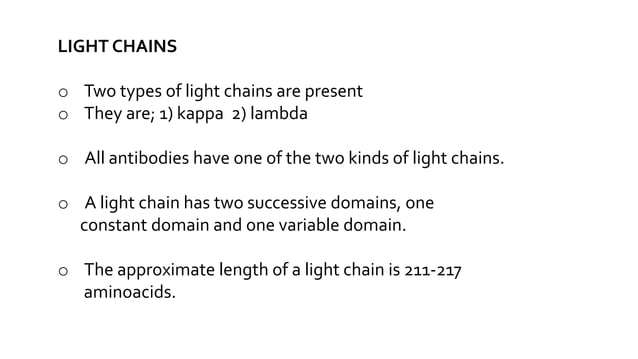 LIGHT CHAINS
o Two types of light chains are present
o They are; 1) kappa 2) lambda
o All antibodies have one of the two kinds of light chains.
o A light chain has two successive domains, one
constant domain and one variable domain.
o The approximate length of a light chain is 211-217
aminoacids.